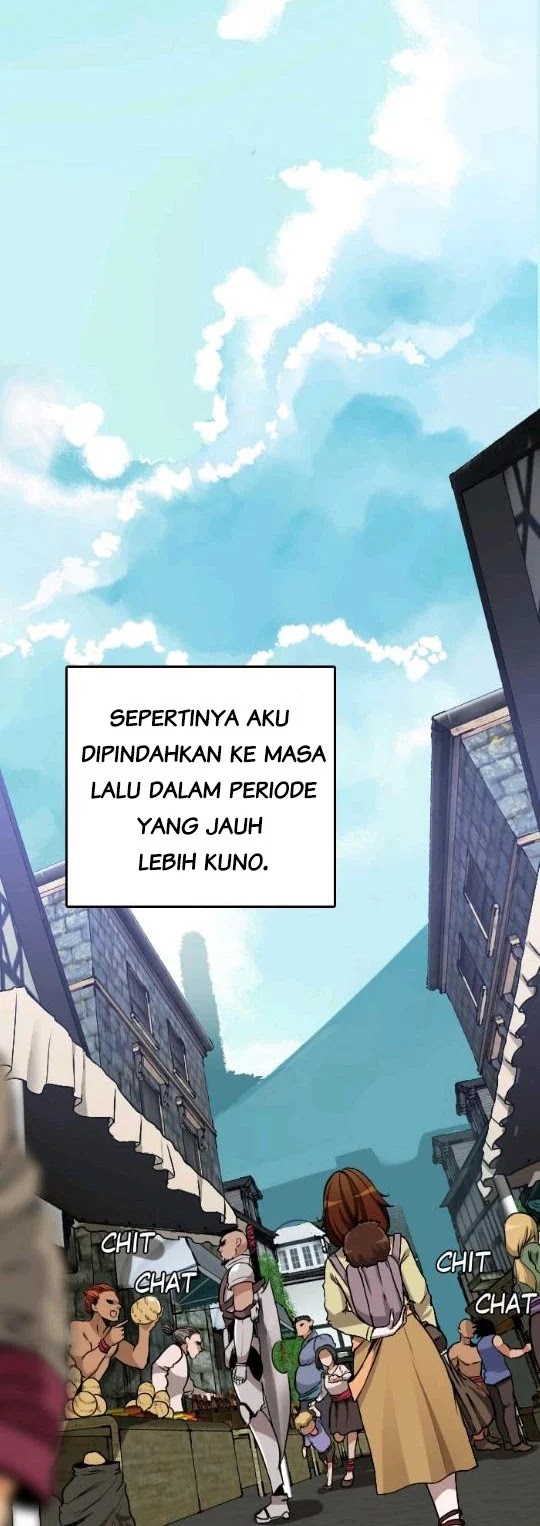 SEPERTINYA AKU
DIPINDAHKAN KE MASA
LALU DALAM PERIODE
YANG JAUH
LEBIH KUNO.
CHIT
CHAT
CHIT
CHAT